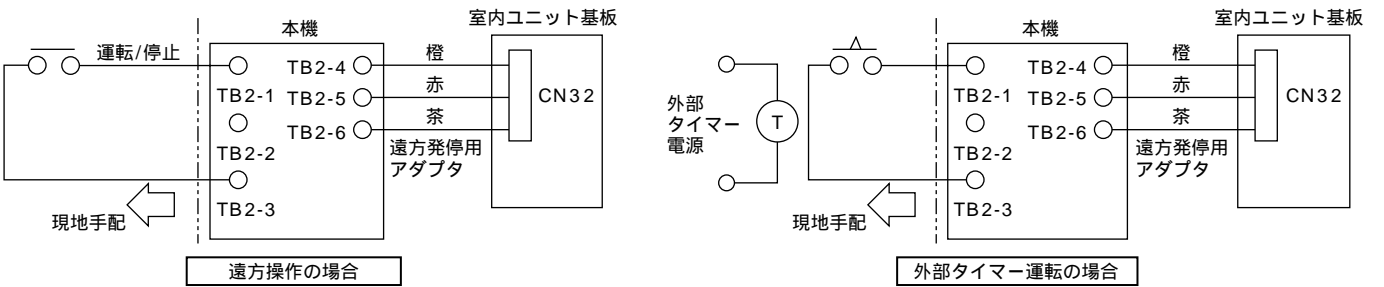 室内ユニット基板
本機
運転/停止
TB2-4
橙
TB2-1
TB2-5
赤
CN32
TB2-6
茶
TB2-2
遠方発停用
アダプタ
TB2-3
現地手配
遠方操作の場合
室内ユニット基板
本機
TB2-4
橙
外部
タイマー
電源
T
TB2-1
TB2-5
赤
CN32
TB2-6
茶
TB2-2
遠方発停用
アダプタ
TB2-3
現地手配
外部タイマー運転の場合